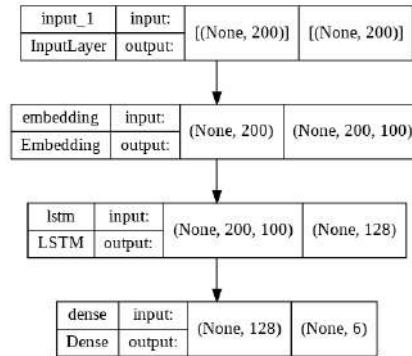 input_1 input: [(None, 200)] [(None, 200)]
InputLayer output:
embedding input: (None, 200) (None, 200, 100)
Embedding output:
lstm input: (None, 200, 100) (None, 128)
LSTM output:
dense input: (None, 128) (None, 6)
Dense output: